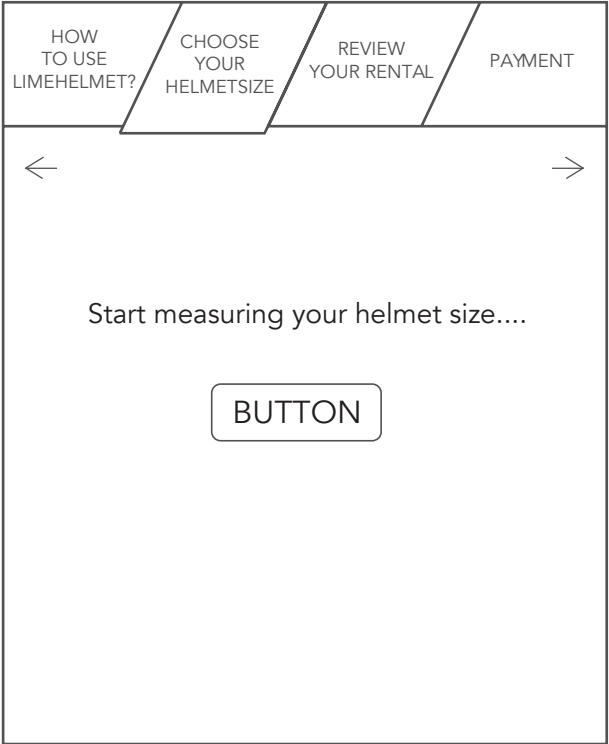 HOW
TO USE
LIMEHELMET?
CHOOSE
YOUR
HELMETSIZE
REVIEW
YOUR RENTAL
PAYMENT
Start measuring your helmet size....
BUTTON